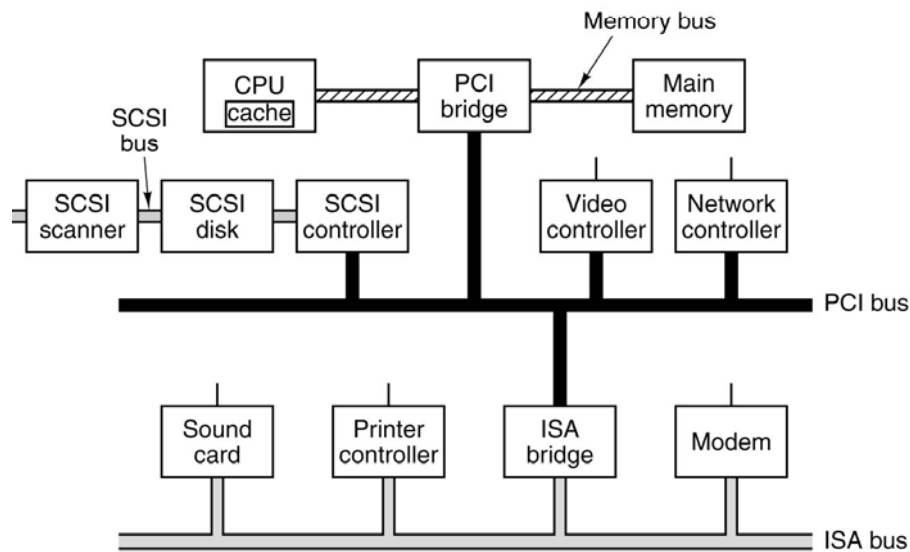 Memory bus
CPU
cache
PCI
bridge
Main
memory
SCSI
bus
SCSI
scanner
SCSI
disk
SCSI
controller
Video
controller
Network
controller
PCI bus
Sound
card
Printer
controller
ISA
bridge
Modem
ISA bus